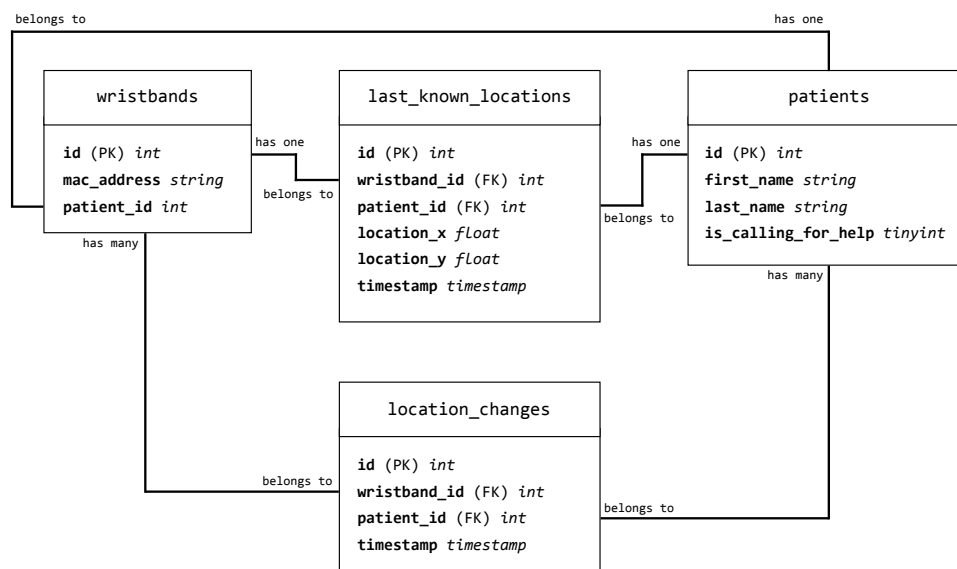 belongs to
has one
wristbands
id (PK) int
mac_address string
patient_id int
has many
has one
belongs to
last_known_locations
id (PK) int
wristband_id (FK) int
patient_id (FK) int
location_x float
location_y float
timestamp timestamp
has one
belongs to
patients
id (PK) int
first_name string
last_name string
is_calling_for_help tinyint
has many
location_changes
id (PK) int
wristband_id (FK) int
patient_id (FK) int
timestamp timestamp
belongs to
belongs to